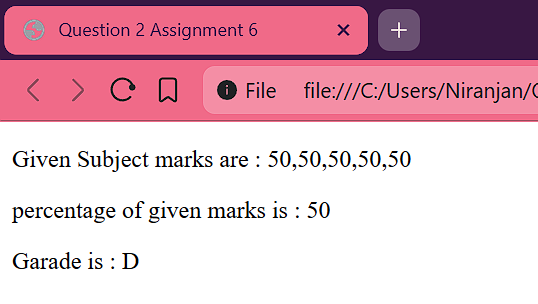 Question 2 Assignment 6
File file:///C:/Users/Niranjan/
Given Subject marks are : 50,50,50,50,50
percentage of given marks is : 50
Garade is : D